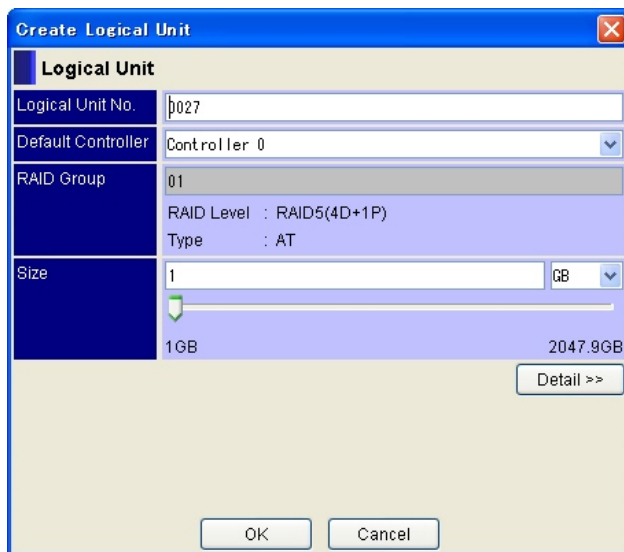 Create Logical Unit
Logical Unit
Logical Unit No. 0027
Default Controller Controller 0
RAID Group 01
RAID Level : RAID5(4D+1P)
Type : AT
Size 1 GB
1GB 2047.9GB
Detail >>
OK Cancel